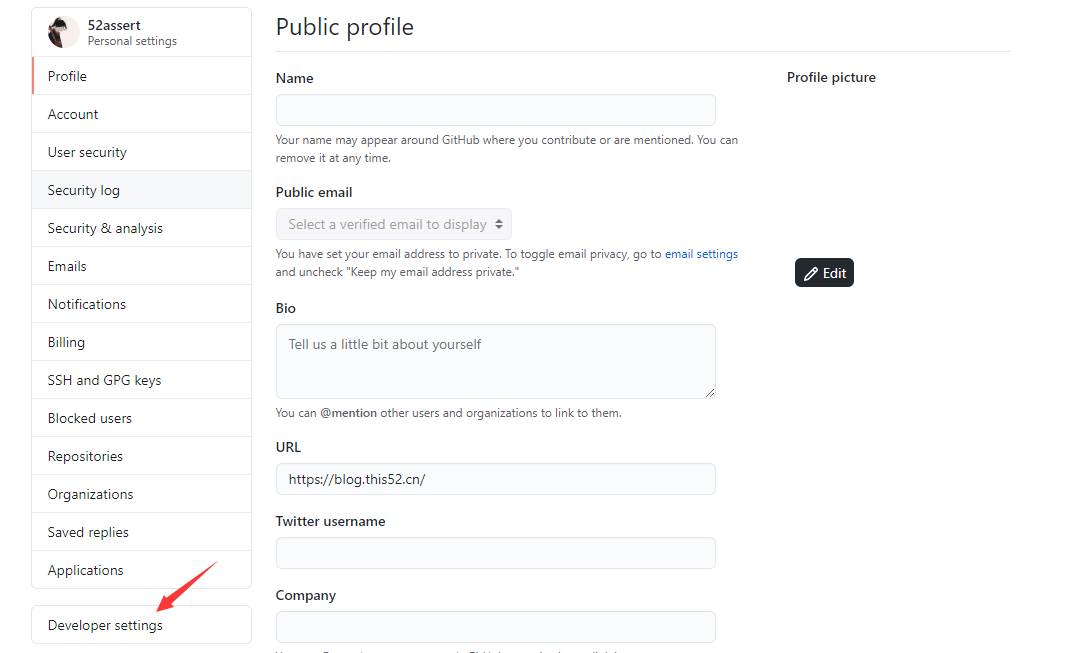 52assert
Personal settings
Profile
Account
User security
Security log
Security & analysis
Emails
Notifications
Billing
SSH and GPG keys
Blocked users
Repositories
Organizations
Saved replies
Applications
Developer settings
Public profile
Name
Your name may appear around GitHub where you contribute or are mentioned. You can
remove it at any time.
Public email
Select a verified email to display
You have set your email address to private. To toggle email privacy, go to email settings
and uncheck "Keep my email address private."
Bio
Tell us a little bit about yourself
You can @mention other users and organizations to link to them.
URL
https://blog.this52.cn/
Twitter username
Company
Profile picture
Edit